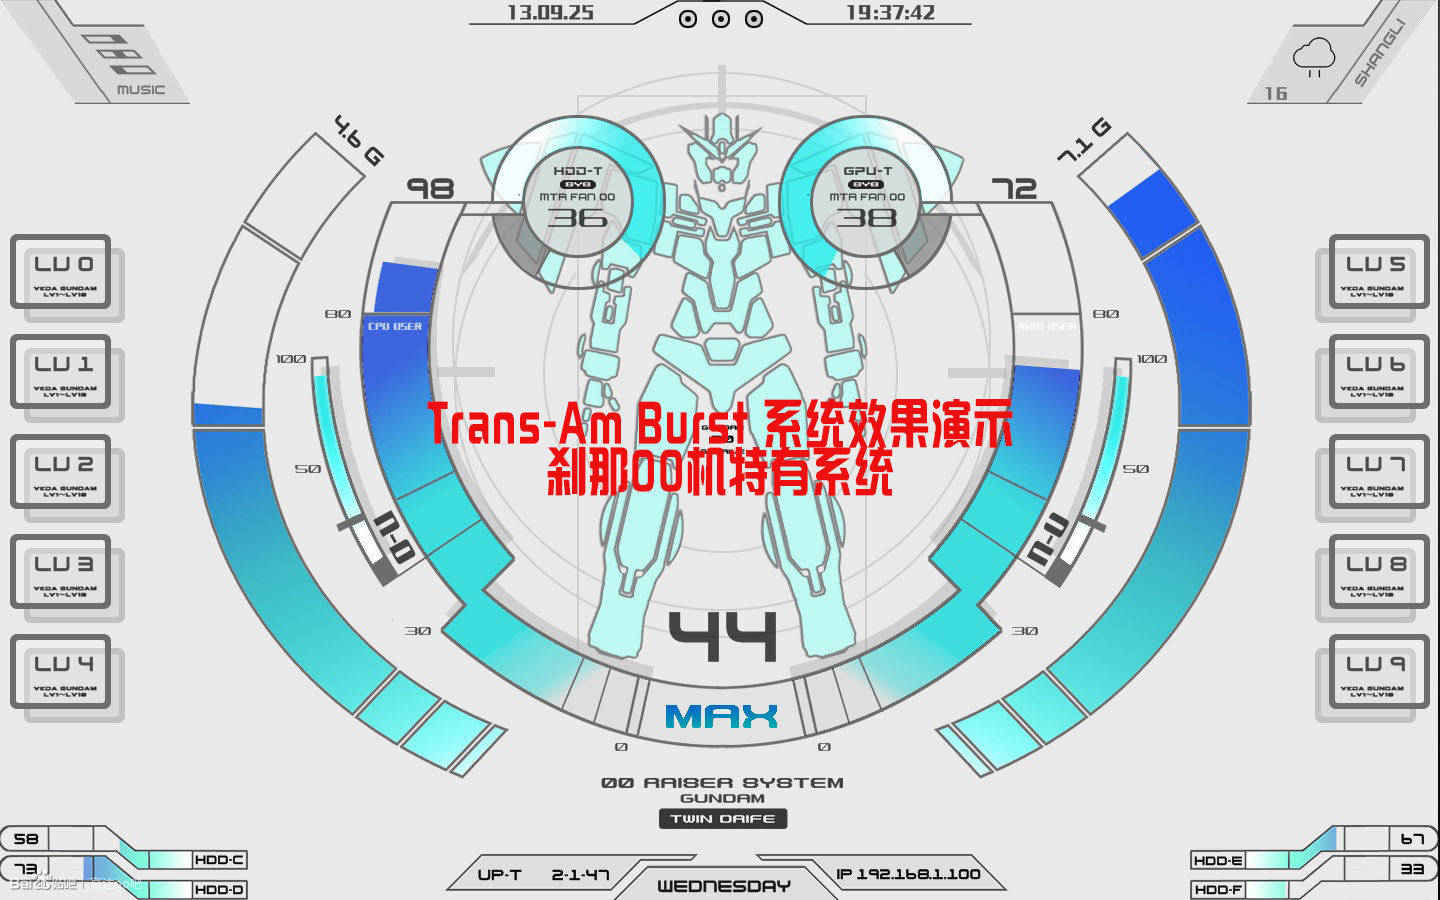 13.09.25
19:37:42
MUSIC
SHANGLI
16
4.6 G
7.1 G
98
72
HDD-T
MTR FAN 00
36
GPU-T
MTR FAN 00
38
LV 0
VEDA GUNDAM
LV1~LV10
LV 1
VEDA GUNDAM
LV1~LV10
LV 2
VEDA GUNDAM
LV1~LV10
LV 3
VEDA GUNDAM
LV1~LV10
LV 4
VEDA GUNDAM
LV1~LV10
LV 5
VEDA GUNDAM
LV1~LV10
LV 6
VEDA GUNDAM
LV1~LV10
LV 7
VEDA GUNDAM
LV1~LV10
LV 8
VEDA GUNDAM
LV1~LV10
LV 9
VEDA GUNDAM
LV1~LV10
80
CPU USER
RAM USER
80
100
100
Trans-Am Burst 系统效果演示
刹那00机特有系统
50
50
N-D
N-U
30
30
44
MAX
0
0
00 RAISER SYSTEM
GUNDAM
TWIN DRIFE
58
HDD-C
73
HDD-D
UP-T 2-1-47
WEDNESDAY
IP 192.168.1.100
67
HDD-E
33
HDD-F